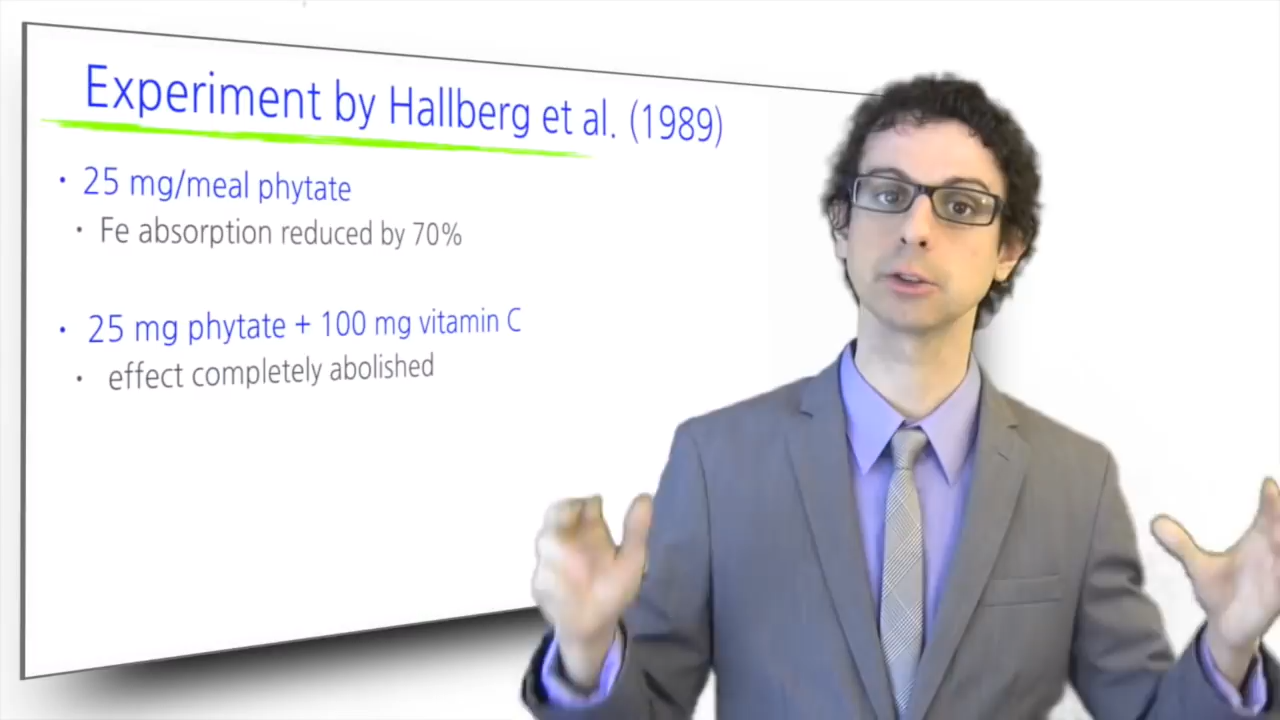 Experiment by Hallberg et al. (1989)
• 25 mg/meal phytate
• Fe absorption reduced by 70%
• 25 mg phytate + 100 mg vitamin C
• effect completely abolished